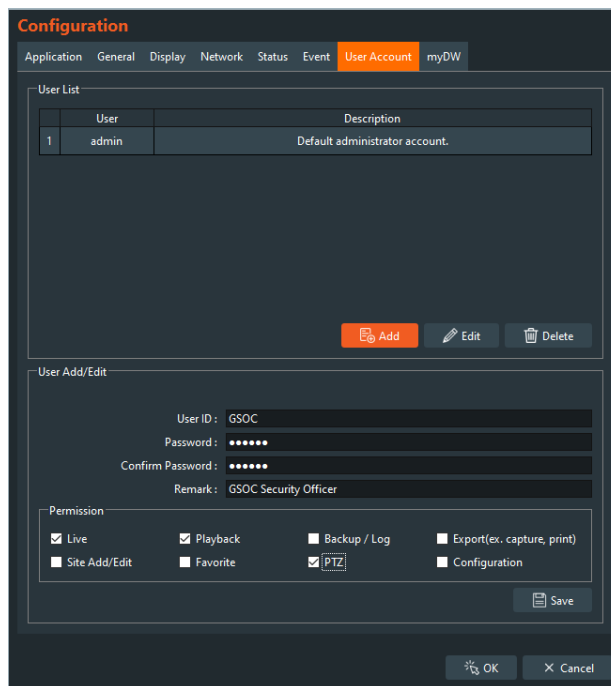 Configuration
Application General Display Network Status Event User Account myDW
User List
User Description
1 admin Default administrator account.
Add Edit Delete
User Add/Edit
User ID : GSOC
Password : ●●●●●●
Confirm Password : ●●●●●●
Remark : GSOC Security Officer
Permission
Live Playback Backup / Log Export(ex. capture, print)
Site Add/Edit Favorite PTZ Configuration
Save
OK Cancel